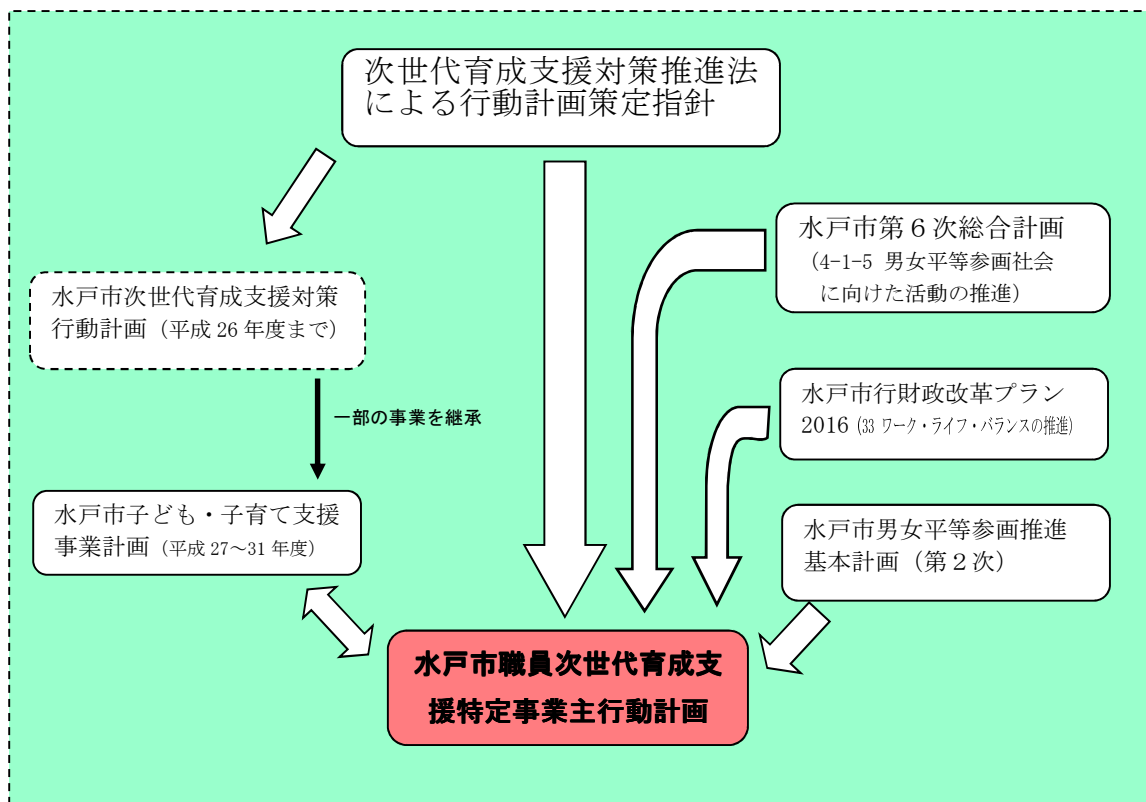 次世代育成支援対策推進法
による行動計画策定指針
水戸市第６次総合計画
（4-1-5 男女平等参画社会
に向けた活動の推進）
水戸市次世代育成支援対策
行動計画（平成 26 年度まで）
水戸市行財政改革プラン
2016（33 ワーク・ライフ・バランスの推進）
一部の事業を継承
水戸市子ども・子育て支援
事業計画（平成 27～31 年度）
水戸市男女平等参画推進
基本計画（第２次）
水戸市職員次世代育成支
援特定事業主行動計画